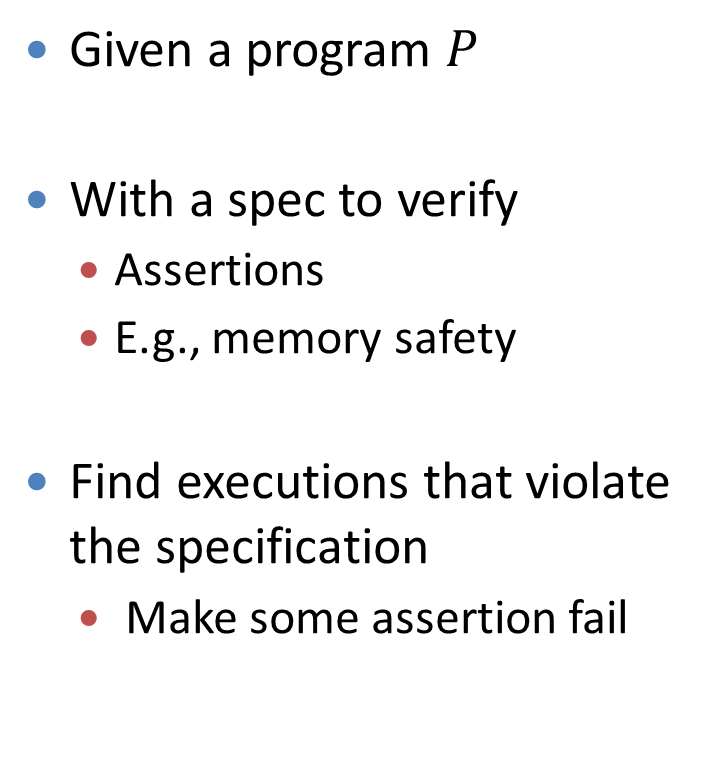 • Given a program P
• With a spec to verify
• Assertions
• E.g., memory safety
• Find executions that violate
the specification
• Make some assertion fail